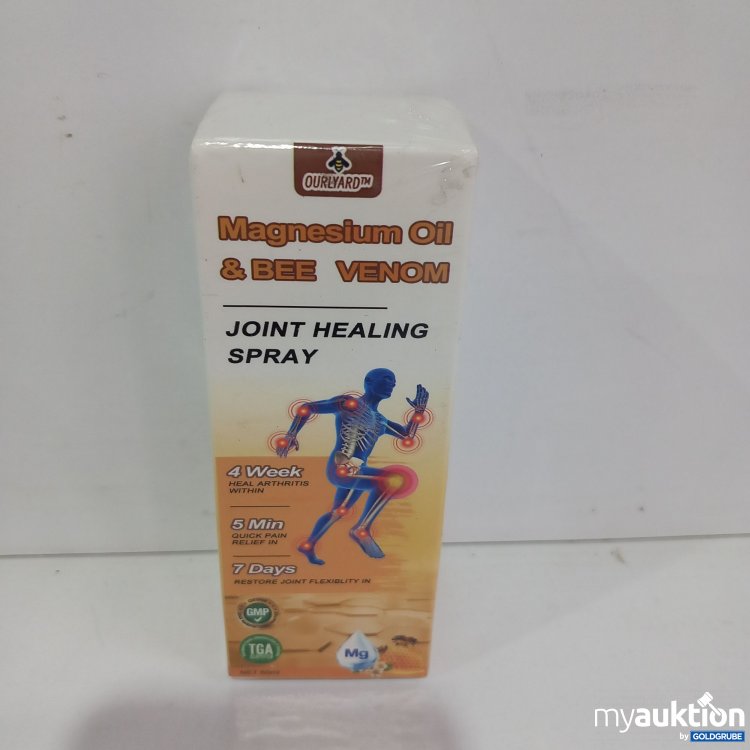 OURLYARD™
Magnesium Oil
& BEE VENOM
JOINT HEALING
SPRAY
4 Week
HEAL ARTHRITIS
WITHIN
5 Min
QUICK PAIN
RELIEF IN
7 Days
RESTORE JOINT FLEXIBLITY IN
GMP
TGA
Mg
myauktion
by GOLDGRUBE